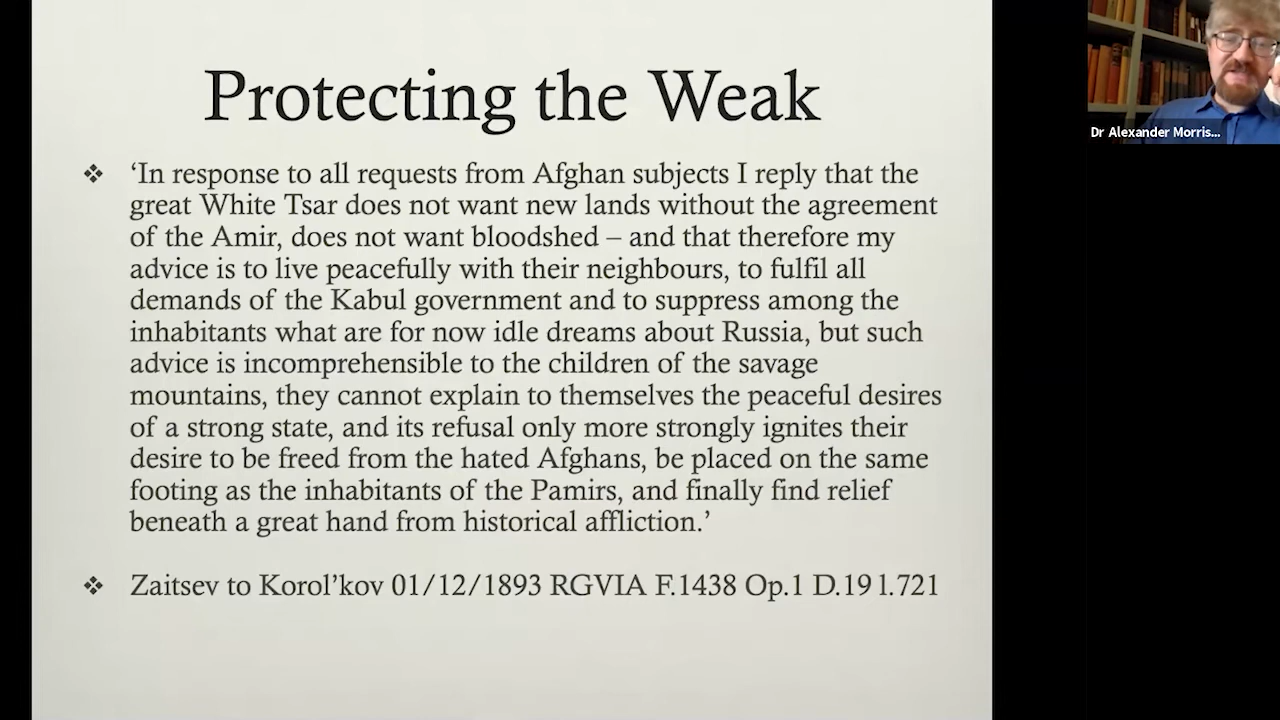 Protecting the Weak
❖ ‘In response to all requests from Afghan subjects I reply that the
great White Tsar does not want new lands without the agreement
of the Amir, does not want bloodshed – and that therefore my
advice is to live peacefully with their neighbours, to fulfil all
demands of the Kabul government and to suppress among the
inhabitants what are for now idle dreams about Russia, but such
advice is incomprehensible to the children of the savage
mountains, they cannot explain to themselves the peaceful desires
of a strong state, and its refusal only more strongly ignites their
desire to be freed from the hated Afghans, be placed on the same
footing as the inhabitants of the Pamirs, and finally find relief
beneath a great hand from historical affliction.’
❖ Zaitsev to Korol’kov 01/12/1893 RGVIA F.1438 Op.1 D.19 l.721
Dr Alexander Morris...